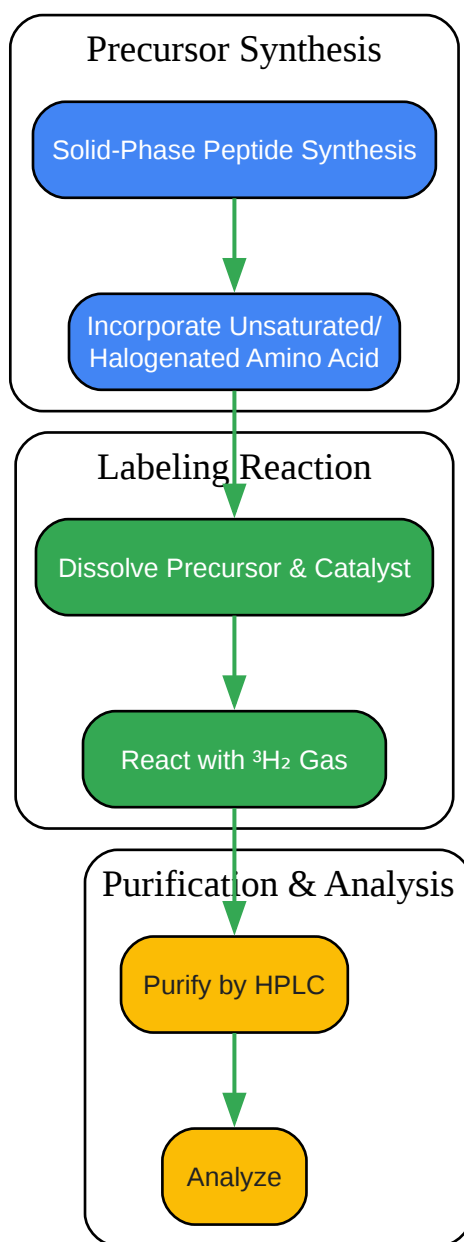 Precursor Synthesis
Solid-Phase Peptide Synthesis
Incorporate Unsaturated/
Halogenated Amino Acid
Labeling Reaction
Dissolve Precursor & Catalyst
React with ³H₂ Gas
Purification & Analysis
Purify by HPLC
Analyze